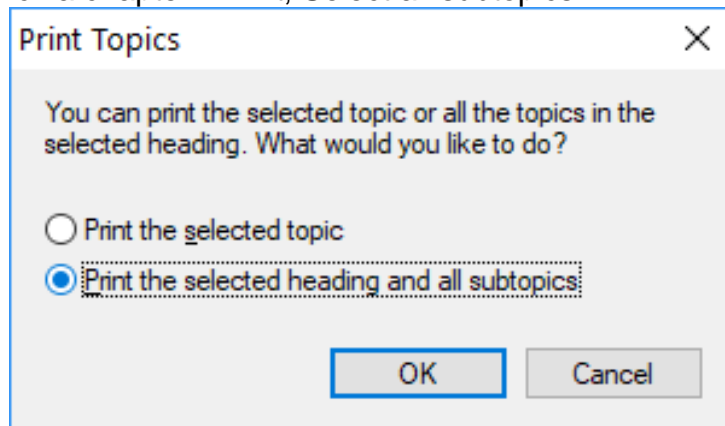 Print Topics
You can print the selected topic or all the topics in the
selected heading. What would you like to do?
Print the selected topic
Print the selected heading and all subtopics
OK
Cancel